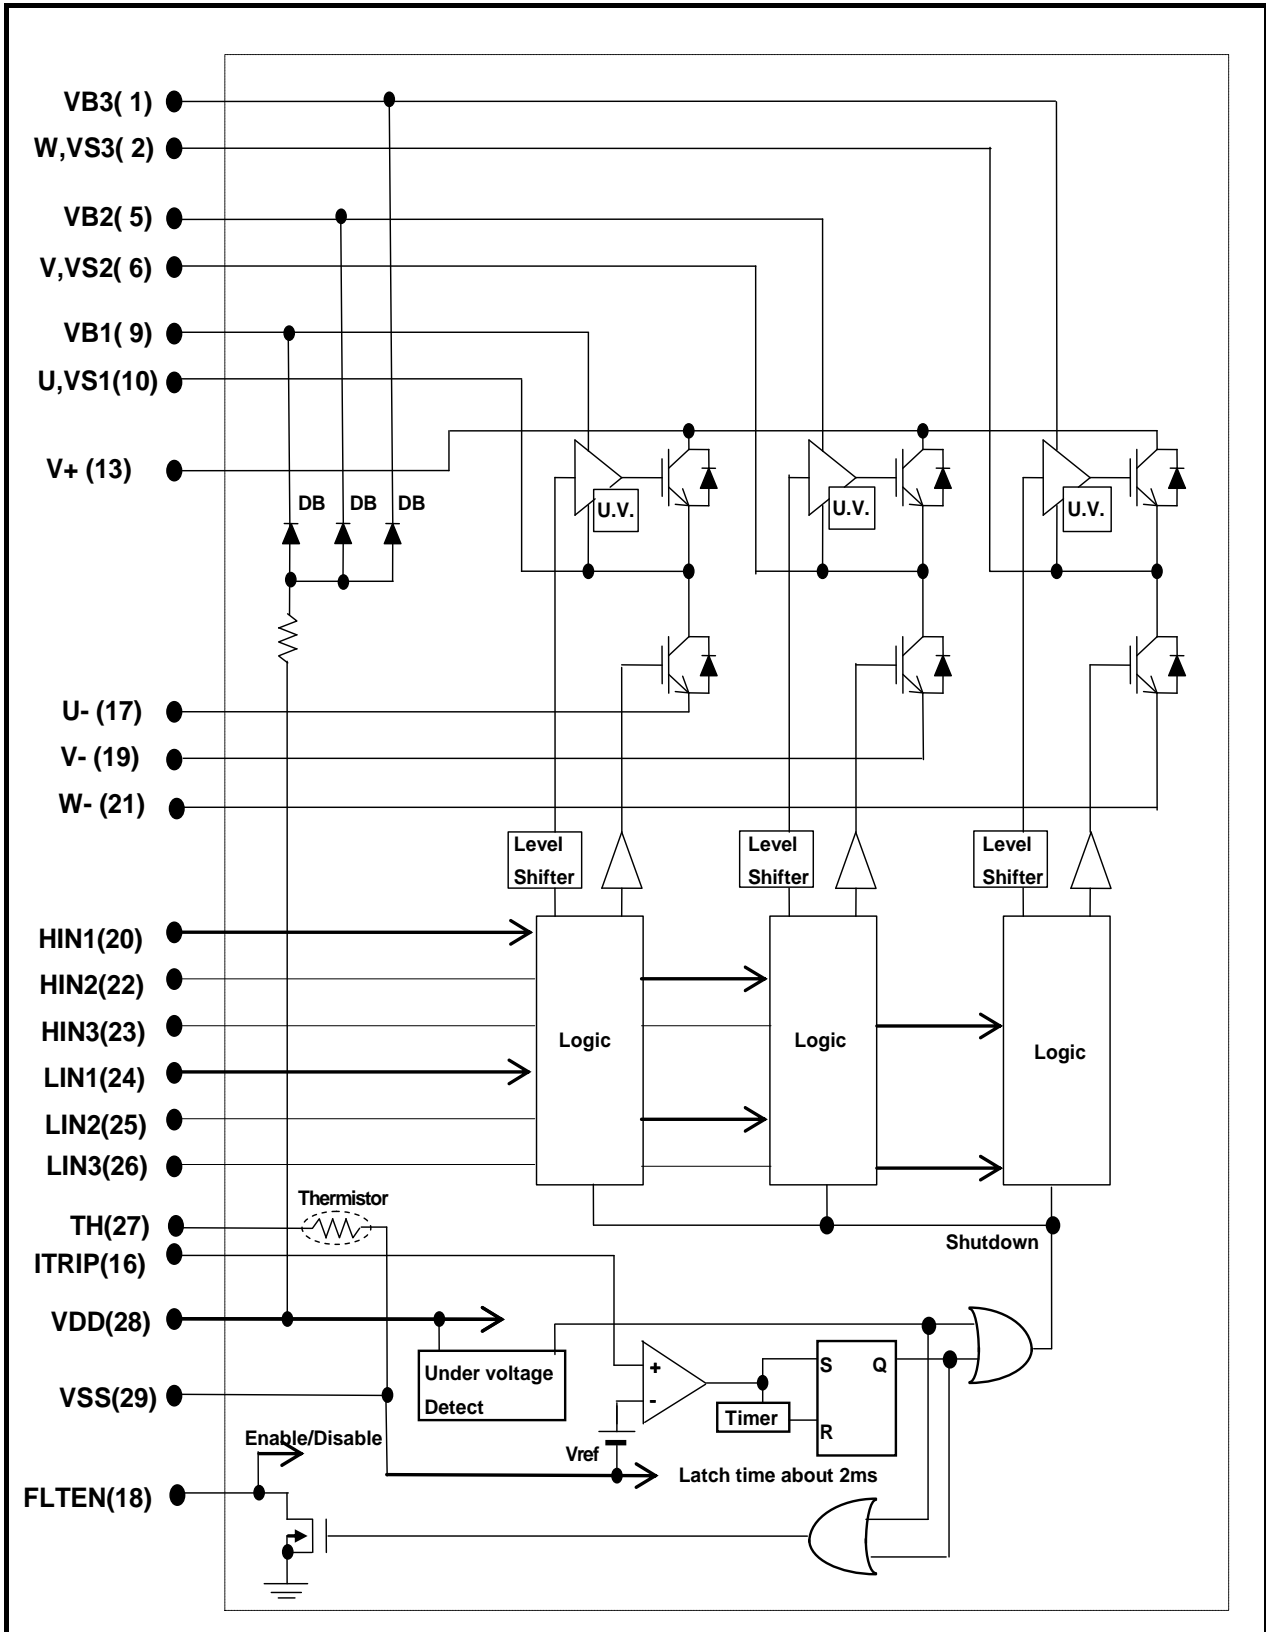 VB3( 1)
W,VS3( 2)
VB2( 5)
V,VS2( 6)
VB1( 9)
U,VS1(10)
V+ (13)
DB DB DB
U.V. U.V. U.V.
U- (17)
V- (19)
W- (21)
Level
Shifter
Level
Shifter
Level
Shifter
HIN1(20)
HIN2(22)
HIN3(23)
LIN1(24)
LIN2(25)
LIN3(26)
Logic
Logic
Logic
Thermistor
TH(27)
ITRIP(16)
Shutdown
VDD(28)
Under voltage
Detect
+
-
S Q
R
Timer
VSS(29)
Vref
Enable/Disable
Latch time about 2ms
FLTEN(18)